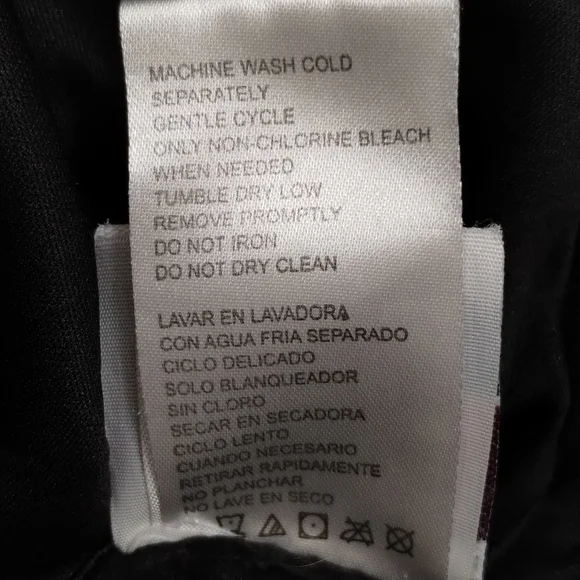 MACHINE WASH COLD
SEPARATELY
GENTLE CYCLE
ONLY NON-CHLORINE BLEACH
WHEN NEEDED
TUMBLE DRY LOW
REMOVE PROMPTLY
DO NOT IRON
DO NOT DRY CLEAN
LAVAR EN LAVADORA
CON AGUA FRIA SEPARADO
CICLO DELICADO
SOLO BLANQUEADOR
SIN CLORO
SECAR EN SECADORA
CICLO LENTO
CUANDO NECESARIO
RETIRAR RAPIDAMENTE
NO PLANCHAR
NO LAVE EN SECO